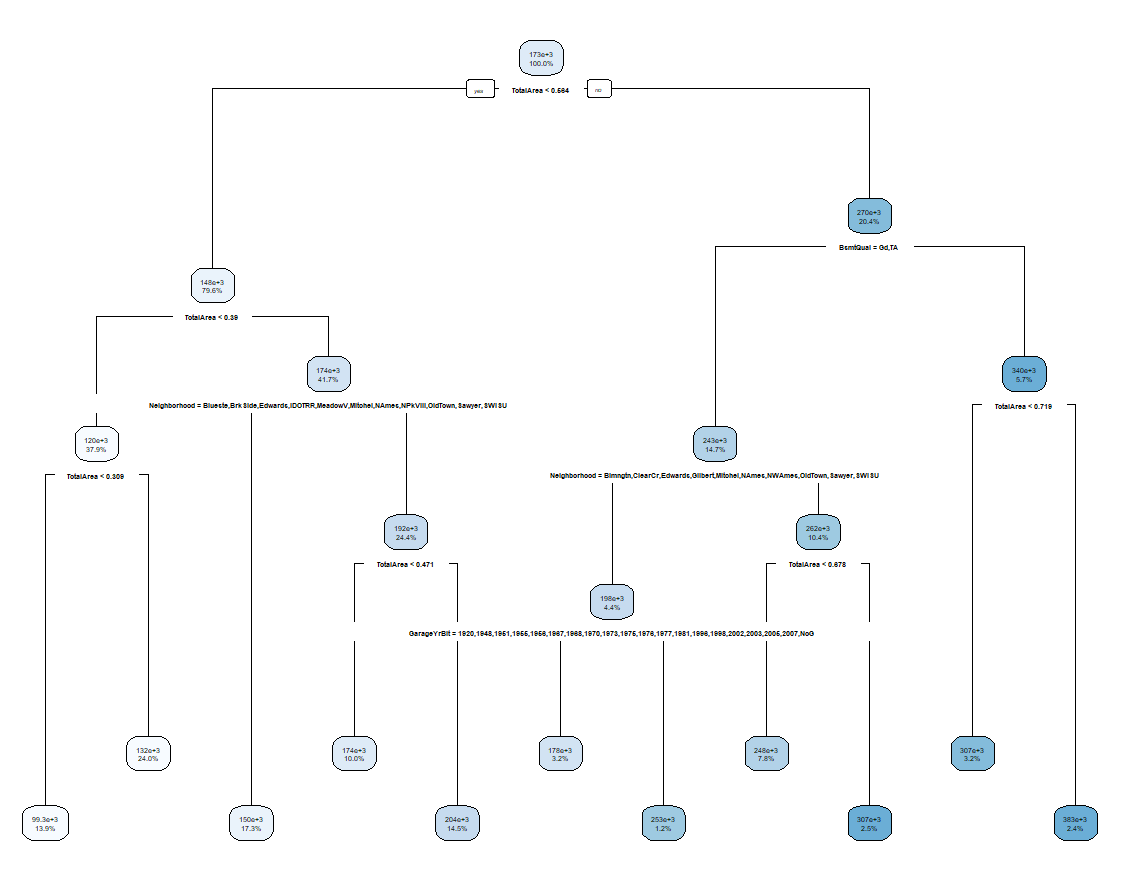 173e+3
100.0%
yes
TotalArea < 0.564
no
270e+3
20.4%
BsmtQual = Gd,TA
148e+3
79.6%
TotalArea < 0.39
174e+3
41.7%
340e+3
5.7%
Neighborhood = Blueste,BrkSide,Edwards,IDOTRR,MeadowV,Mitchel,NAmes,NPkVill,OldTown,Sawyer,SWISU
TotalArea < 0.719
120e+3
37.9%
243e+3
14.7%
TotalArea < 0.309
Neighborhood = Blmngtn,ClearCr,Edwards,Gilbert,Mitchel,NAmes,NWAmes,OldTown,Sawyer,SWISU
192e+3
24.4%
262e+3
10.4%
TotalArea < 0.471
TotalArea < 0.678
198e+3
4.4%
GarageYrBlt = 1920,1948,1951,1955,1956,1967,1968,1970,1973,1975,1976,1977,1981,1996,1998,2002,2003,2005,2007,NoG
132e+3
24.0%
174e+3
10.0%
178e+3
3.2%
248e+3
7.8%
307e+3
3.2%
99.3e+3
13.9%
150e+3
17.3%
204e+3
14.5%
253e+3
1.2%
307e+3
2.5%
383e+3
2.4%